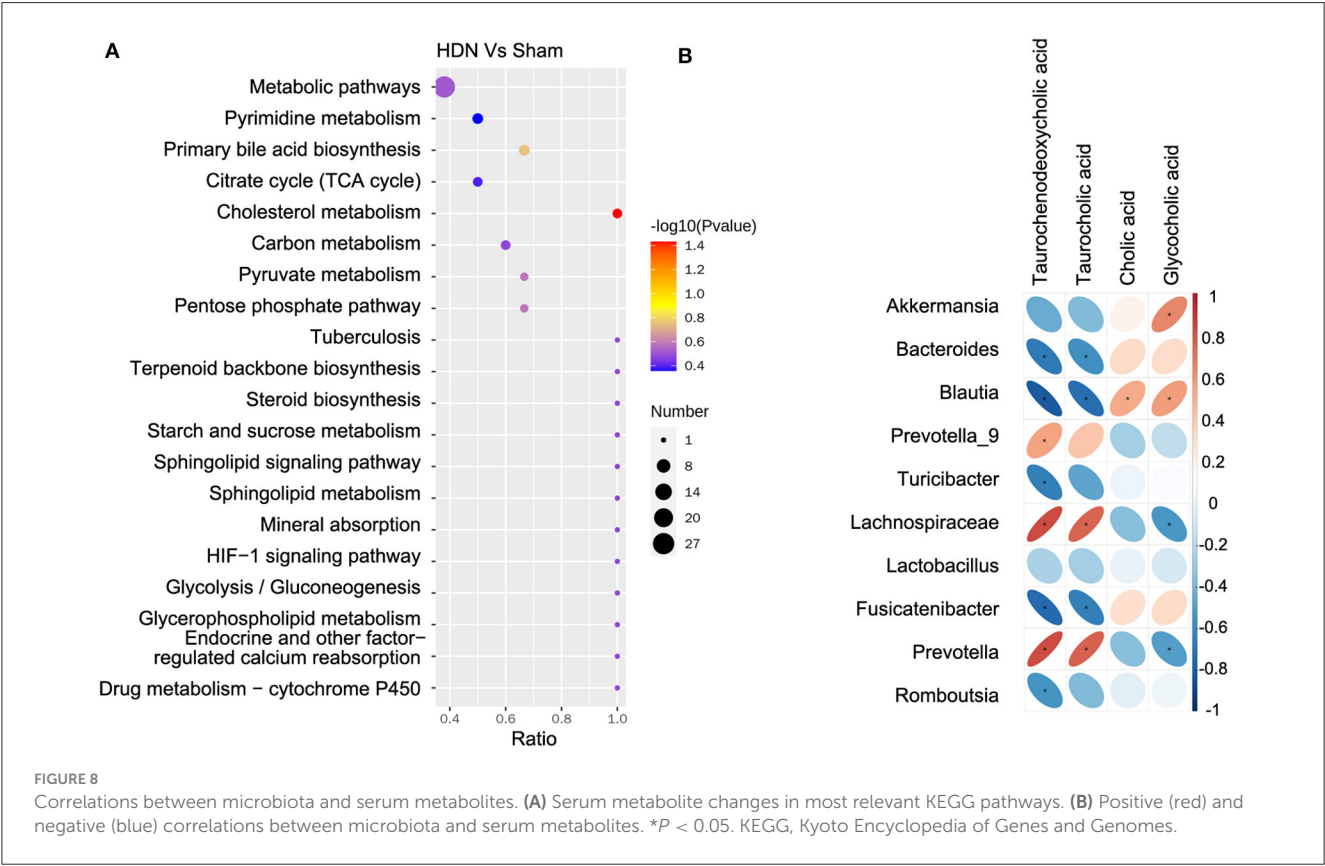 A
HDN Vs Sham
Metabolic pathways
Pyrimidine metabolism
Primary bile acid biosynthesis
Citrate cycle (TCA cycle)
Cholesterol metabolism
Carbon metabolism
Pyruvate metabolism
Pentose phosphate pathway
Tuberculosis
Terpenoid backbone biosynthesis
Steroid biosynthesis
Starch and sucrose metabolism
Sphingolipid signaling pathway
Sphingolipid metabolism
Mineral absorption
HIF−1 signaling pathway
Glycolysis / Gluconeogenesis
Glycerophospholipid metabolism
Endocrine and other factor−
regulated calcium reabsorption
Drug metabolism − cytochrome P450
0.4 0.6 0.8 1.0
Ratio
-log10(Pvalue)
1.4
1.2
1.0
0.8
0.6
0.4
Number
1
8
14
20
27
B
Taurochenodeoxycholic acid
Taurocholic acid
Cholic acid
Glycocholic acid
Akkermansia
Bacteroides
Blautia
Prevotella_9
Turicibacter
Lachnospiraceae
Lactobacillus
Fusicatenibacter
Prevotella
Romboutsia
1
0.8
0.6
0.4
0.2
0
-0.2
-0.4
-0.6
-0.8
-1
FIGURE 8
Correlations between microbiota and serum metabolites. (A) Serum metabolite changes in most relevant KEGG pathways. (B) Positive (red) and
negative (blue) correlations between microbiota and serum metabolites. *P < 0.05. KEGG, Kyoto Encyclopedia of Genes and Genomes.